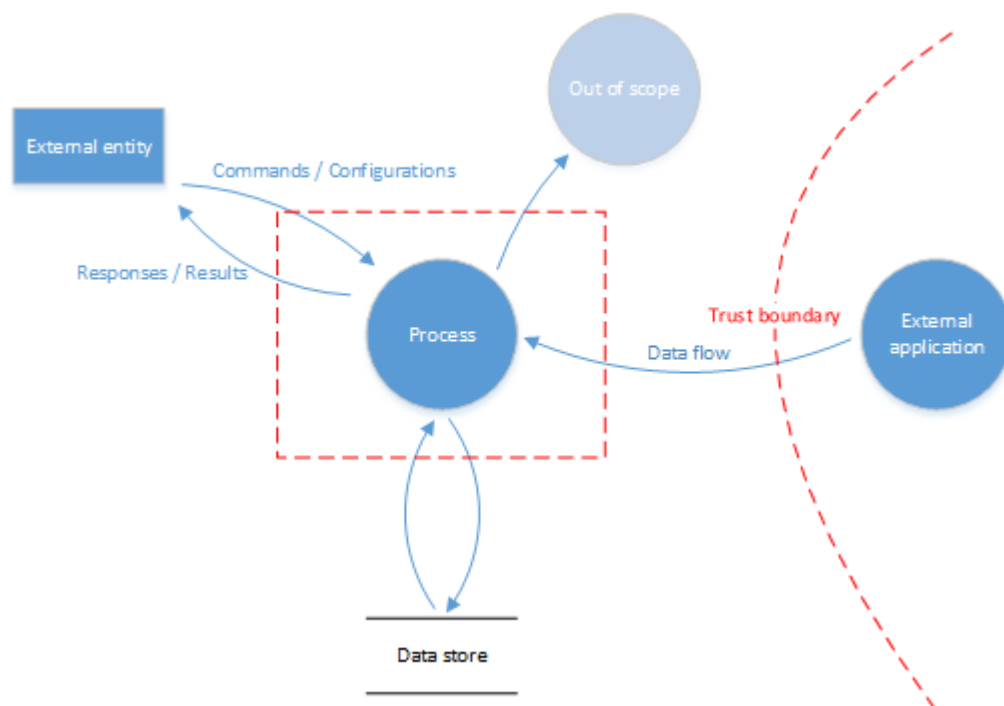 Out of scope
External entity
Commands / Configurations
Responses / Results
Process
Trust boundary
External
application
Data flow
Data store